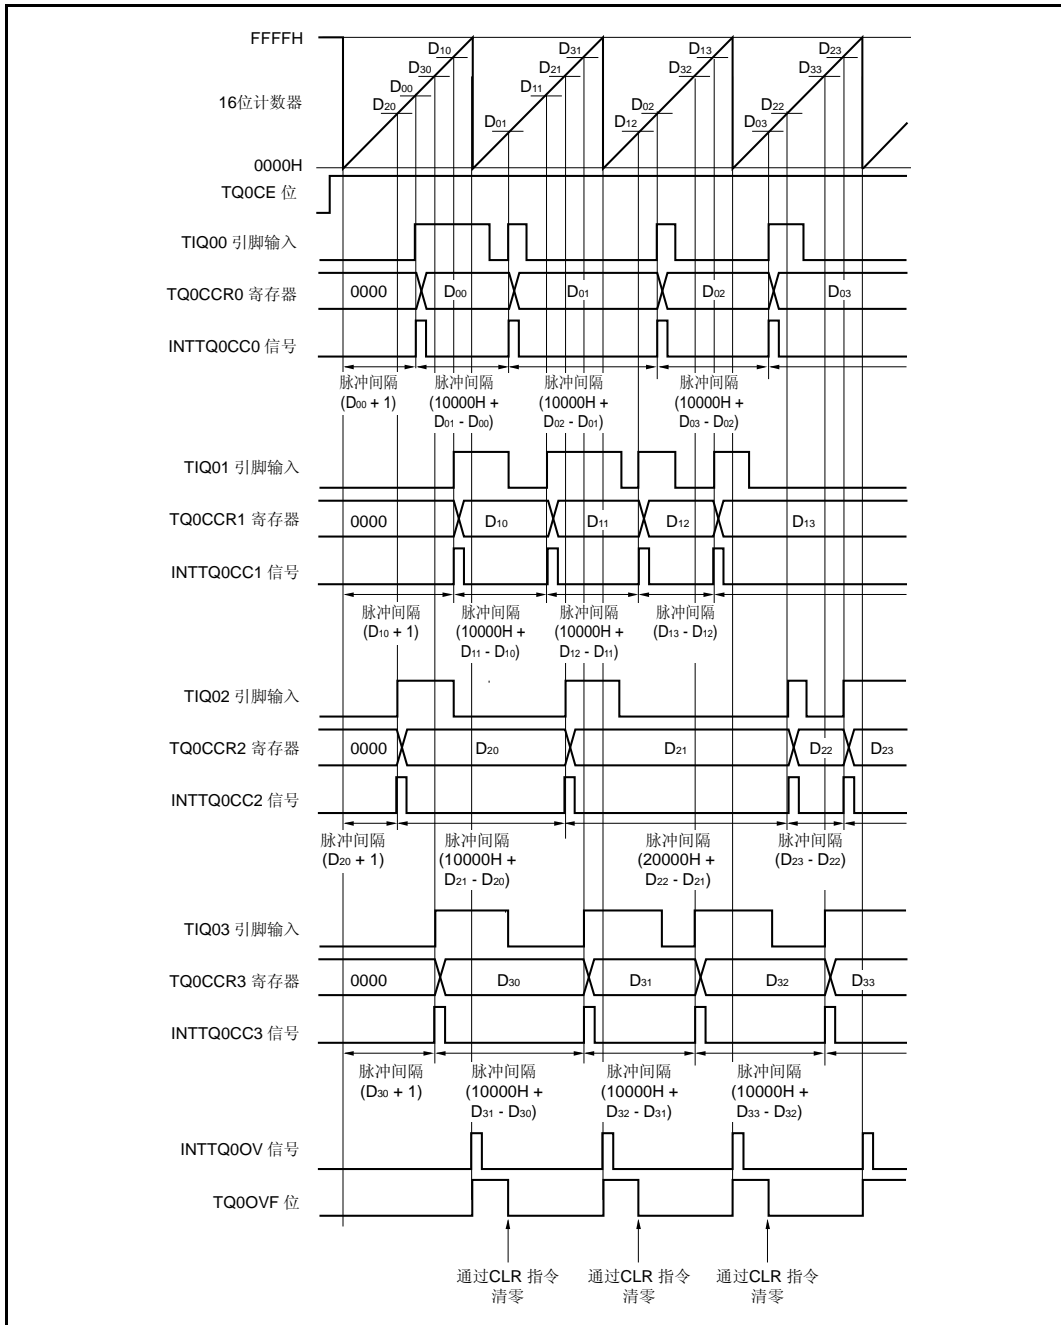 FFFFH
D10
D31
D13
D23
D30
D21
D32
D33
D00
D11
16位计数器
D20
D02
D22
D01
D12
D03
0000H
TQ0CE 位
TIQ00 引脚输入
TQ0CCR0 寄存器
0000
D00
D01
D02
D03
INTTQ0CC0 信号
脉冲间隔
(D00 + 1)
脉冲间隔
(10000H +
D01 - D00)
脉冲间隔
(10000H +
D02 - D01)
脉冲间隔
(10000H +
D03 - D02)
TIQ01 引脚输入
TQ0CCR1 寄存器
0000
D10
D11
D12
D13
INTTQ0CC1 信号
脉冲间隔
(D10 + 1)
脉冲间隔
(10000H +
D11 - D10)
脉冲间隔
(10000H +
D12 - D11)
脉冲间隔
(D13 - D12)
TIQ02 引脚输入
TQ0CCR2 寄存器
0000
D20
D21
D22
D23
INTTQ0CC2 信号
脉冲间隔
(D20 + 1)
脉冲间隔
(10000H +
D21 - D20)
脉冲间隔
(20000H +
D22 - D21)
脉冲间隔
(D23 - D22)
TIQ03 引脚输入
TQ0CCR3 寄存器
0000
D30
D31
D32
D33
INTTQ0CC3 信号
脉冲间隔
(D30 + 1)
脉冲间隔
(10000H +
D31 - D30)
脉冲间隔
(10000H +
D32 - D31)
脉冲间隔
(10000H +
D33 - D32)
INTTQ0OV 信号
TQ0OVF 位
通过CLR 指令
清零
通过CLR 指令
清零
通过CLR 指令
清零